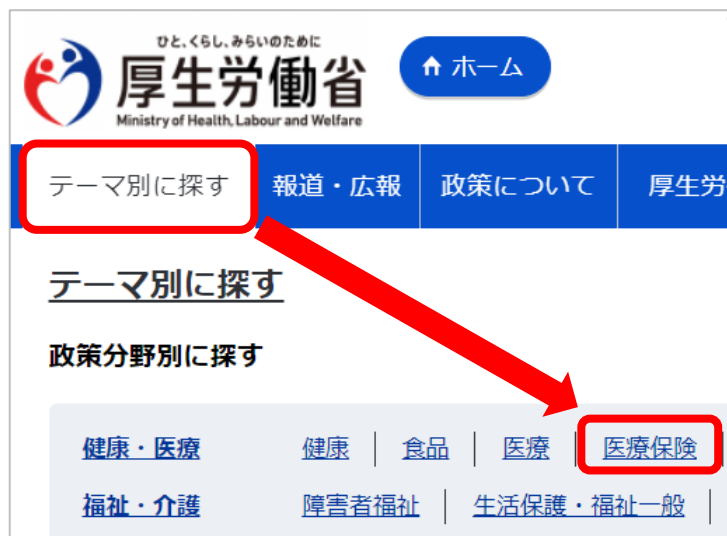 ひと、くらし、みらいのために
厚生労働省
Ministry of Health, Labour and Welfare
ホーム
テーマ別に探す 報道・広報 政策について 厚生労
テーマ別に探す
政策分野別に探す
健康・医療 健康 食品 医療 医療保険
福祉・介護 障害者福祉 生活保護・福祉一般